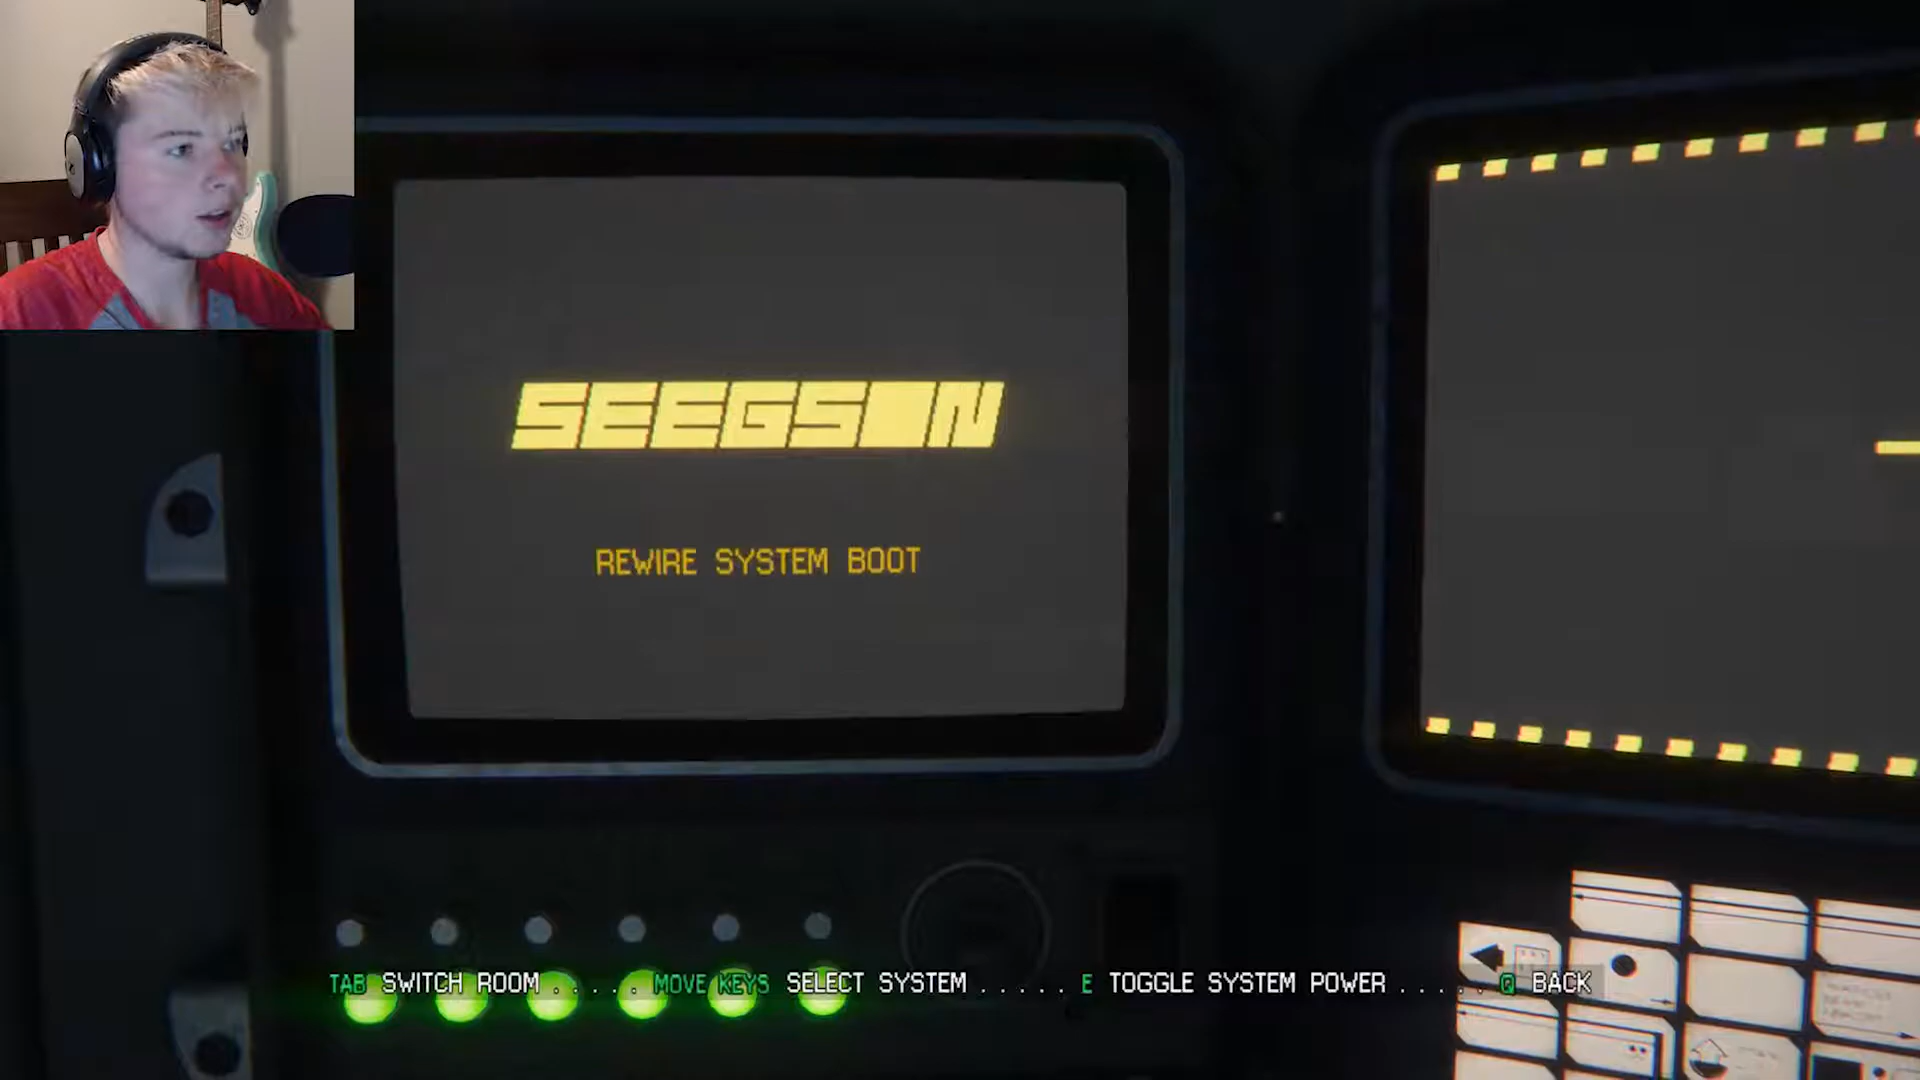 SEEGSON
REWIRE SYSTEM BOOT
TAB SWITCH ROOM . . . . . MOVE KEYS SELECT SYSTEM . . . . . E TOGGLE SYSTEM POWER . . . . . Q BACK